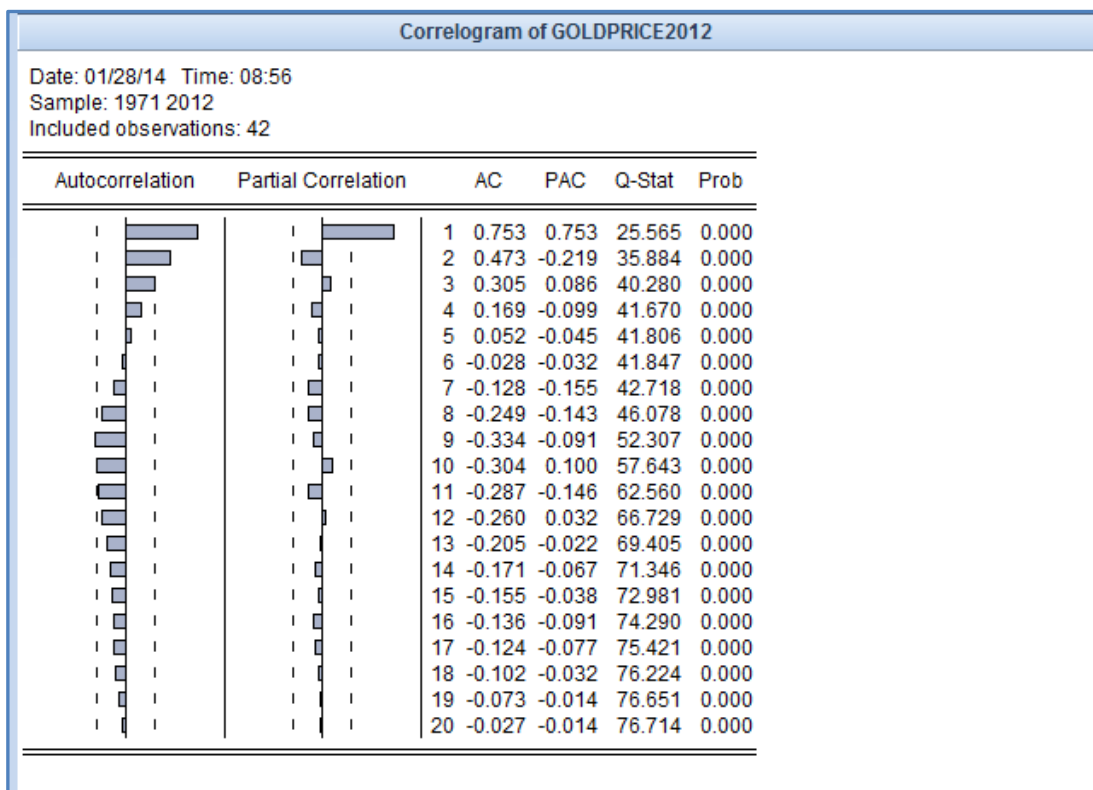 Correlogram of GOLDPRICE2012
Date: 01/28/14 Time: 08:56
Sample: 1971 2012
Included observations: 42
Autocorrelation Partial Correlation AC PAC Q-Stat Prob
1 0.753 0.753 25.565 0.000
2 0.473 -0.219 35.884 0.000
3 0.305 0.086 40.280 0.000
4 0.169 -0.099 41.670 0.000
5 0.052 -0.045 41.806 0.000
6 -0.028 -0.032 41.847 0.000
7 -0.128 -0.155 42.718 0.000
8 -0.249 -0.143 46.078 0.000
9 -0.334 -0.091 52.307 0.000
10 -0.304 0.100 57.643 0.000
11 -0.287 -0.146 62.560 0.000
12 -0.260 0.032 66.729 0.000
13 -0.205 -0.022 69.405 0.000
14 -0.171 -0.067 71.346 0.000
15 -0.155 -0.038 72.981 0.000
16 -0.136 -0.091 74.290 0.000
17 -0.124 -0.077 75.421 0.000
18 -0.102 -0.032 76.224 0.000
19 -0.073 -0.014 76.651 0.000
20 -0.027 -0.014 76.714 0.000